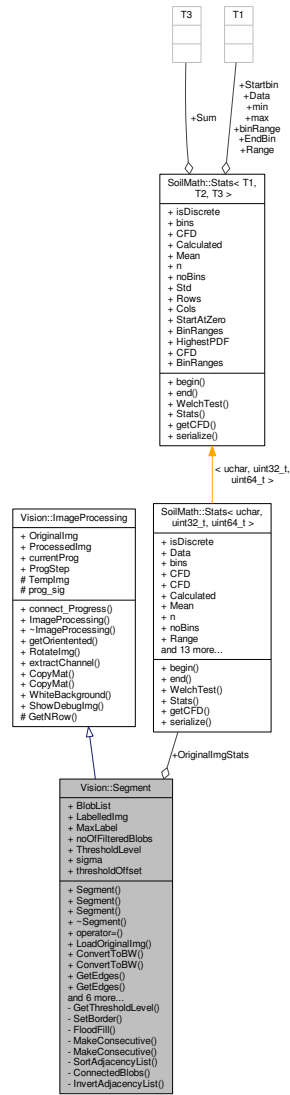 T3
T1
+Sum
+Startbin
+Data
+min
+max
+binRange
+EndBin
+Range
SoilMath::Stats< T1,
T2, T3 >
+ isDiscrete
+ bins
+ CFD
+ Calculated
+ Mean
+ n
+ noBins
+ Std
+ Rows
+ Cols
+ StartAtZero
+ BinRanges
+ HighestPDF
+ CFD
+ BinRanges
+ begin()
+ end()
+ WelchTest()
+ Stats()
+ getCFD()
+ serialize()
< uchar, uint32_t,
uint64_t >
Vision::ImageProcessing
+ OriginalImg
+ ProcessedImg
+ currentProg
+ ProgStep
# TempImg
# prog_sig
+ connect_Progress()
+ ImageProcessing()
+ ~ImageProcessing()
+ getOrientented()
+ RotateImg()
+ extractChannel()
+ CopyMat()
+ CopyMat()
+ WhiteBackground()
+ ShowDebugImg()
# GetNRow()
SoilMath::Stats< uchar,
uint32_t, uint64_t >
+ isDiscrete
+ Data
+ bins
+ CFD
+ CFD
+ Calculated
+ Mean
+ n
+ noBins
+ Range
and 13 more...
+ begin()
+ end()
+ WelchTest()
+ Stats()
+ getCFD()
+ serialize()
+OriginalImgStats
Vision::Segment
+ BlobList
+ LabelledImg
+ MaxLabel
+ noOfFilteredBlobs
+ ThresholdLevel
+ sigma
+ thresholdOffset
+ Segment()
+ Segment()
+ Segment()
+ ~Segment()
+ operator=()
+ LoadOriginalImg()
+ ConvertToBW()
+ ConvertToBW()
+ GetEdges()
+ GetEdges()
and 6 more...
- GetThresholdLevel()
- SetBorder()
- FloodFill()
- MakeConsecutive()
- MakeConsecutive()
- SortAdjacencyList()
- ConnectedBlobs()
- InvertAdjacencyList()